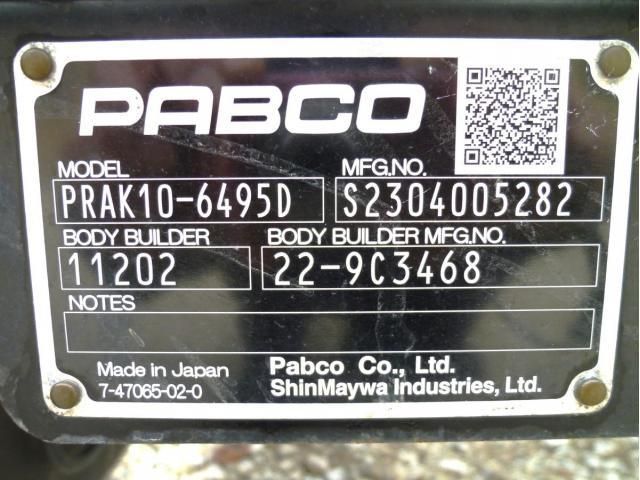 PABCO
MODEL MFG.NO.
PRAK10-6495D S2304005282
BODY BUILDER BODY BUILDER MFG.NO.
11202 22-9C3468
NOTES
Made in Japan Pabco Co., Ltd.
7-47065-02-0 ShinMaywa Industries, Ltd.